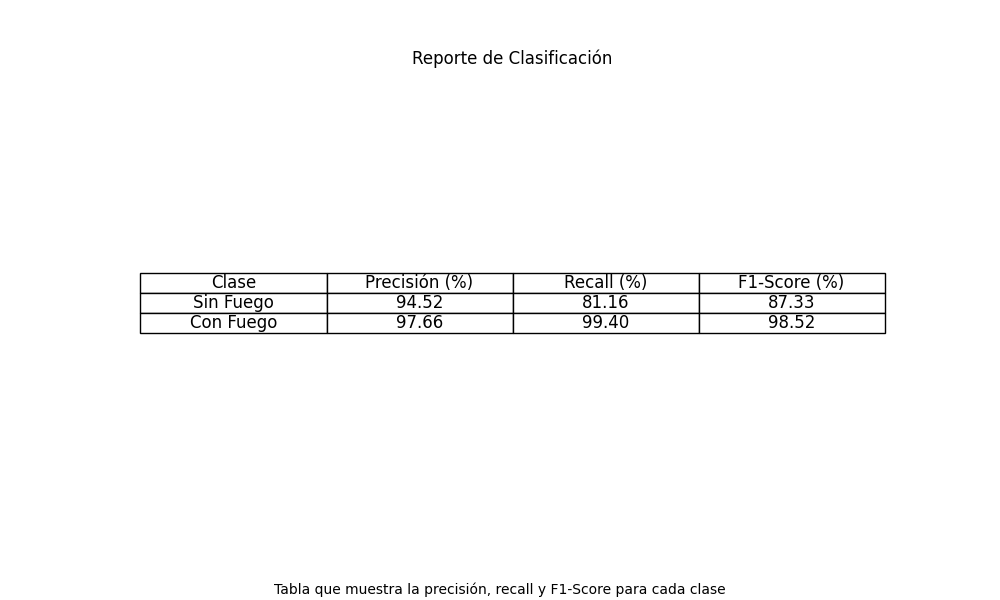 Reporte de Clasificación
Clase Precisión (%) Recall (%) F1-Score (%)
Sin Fuego 94.52 81.16 87.33
Con Fuego 97.66 99.40 98.52
Tabla que muestra la precisión, recall y F1-Score para cada clase